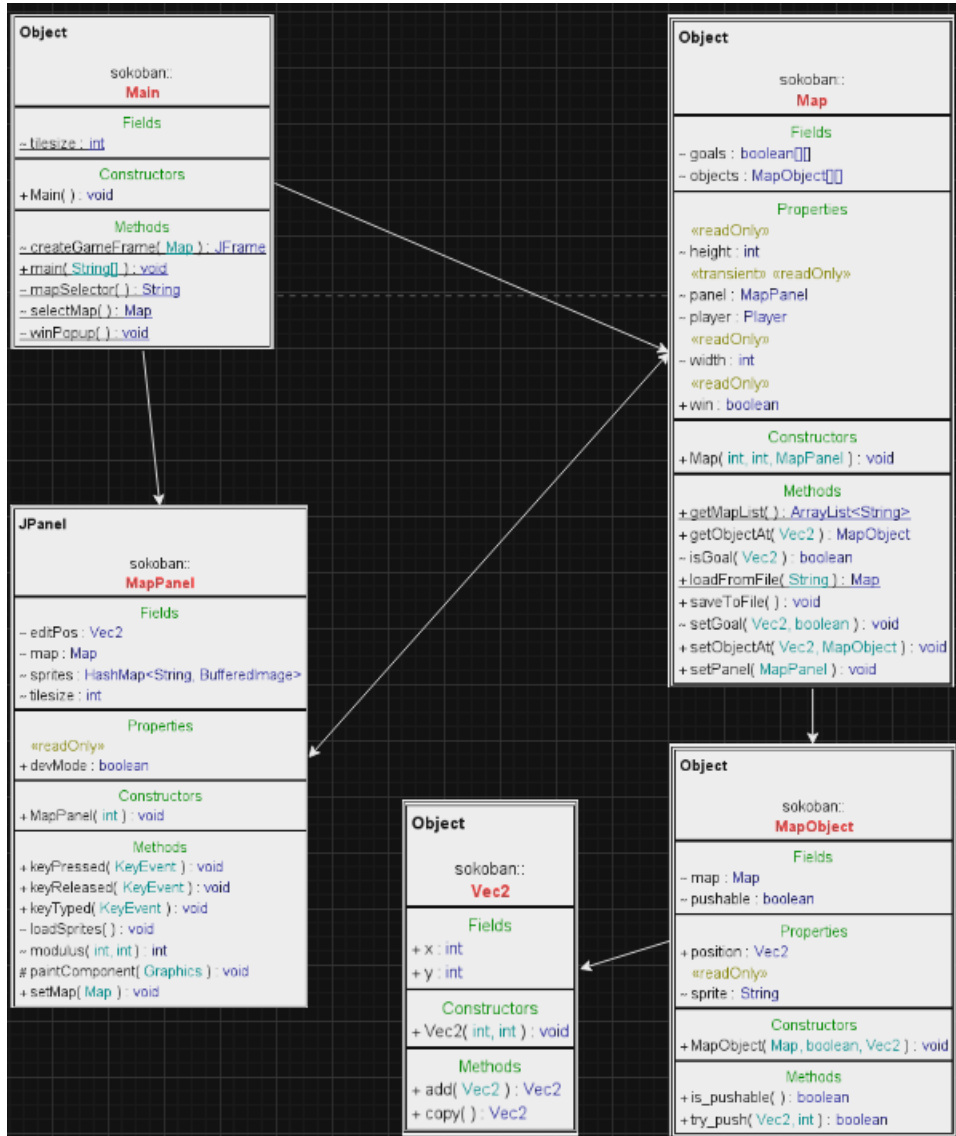 Object
sokoban::
Main
Fields
~ tilesize : int
Constructors
+ Main( ) : void
Methods
~ createGameFrame( Map ) : JFrame
+ main( String[] ) : void
~ mapSelector( ) : String
~ selectMap( ) : Map
~ winPopup( ) : void
Object
sokoban::
Map
Fields
~ goals : boolean[][]
~ objects : MapObject[][]
Properties
«readOnly»
~ height : int
«transient» «readOnly»
~ panel : MapPanel
~ player : Player
«readOnly»
~ width : int
«readOnly»
+ win : boolean
Constructors
+ Map( int, int, MapPanel ) : void
Methods
+ getMapList( ) : ArrayList<String>
+ getObjectAt( Vec2 ) : MapObject
~ isGoal( Vec2 ) : boolean
+ loadFromFile( String ) : Map
+ saveToFile( ) : void
~ setGoal( Vec2, boolean ) : void
+ setObjectAt( Vec2, MapObject ) : void
+ setPanel( MapPanel ) : void
JPanel
sokoban::
MapPanel
Fields
~ editPos : Vec2
~ map : Map
~ sprites : HashMap<String, BufferedImage>
~ tilesize : int
Properties
«readOnly»
+ devMode : boolean
Constructors
+ MapPanel( int ) : void
Methods
+ keyPressed( KeyEvent ) : void
+ keyReleased( KeyEvent ) : void
+ keyTyped( KeyEvent ) : void
~ loadSprites( ) : void
~ modulus( int, int ) : int
# paintComponent( Graphics ) : void
+ setMap( Map ) : void
Object
sokoban::
Vec2
Fields
+ x : int
+ y : int
Constructors
+ Vec2( int, int ) : void
Methods
+ add( Vec2 ) : Vec2
+ copy( ) : Vec2
Object
sokoban::
MapObject
Fields
~ map : Map
~ pushable : boolean
Properties
+ position : Vec2
«readOnly»
~ sprite : String
Constructors
+ MapObject( Map, boolean, Vec2 ) : void
Methods
+ is_pushable( ) : boolean
+ try_push( Vec2, int ) : boolean